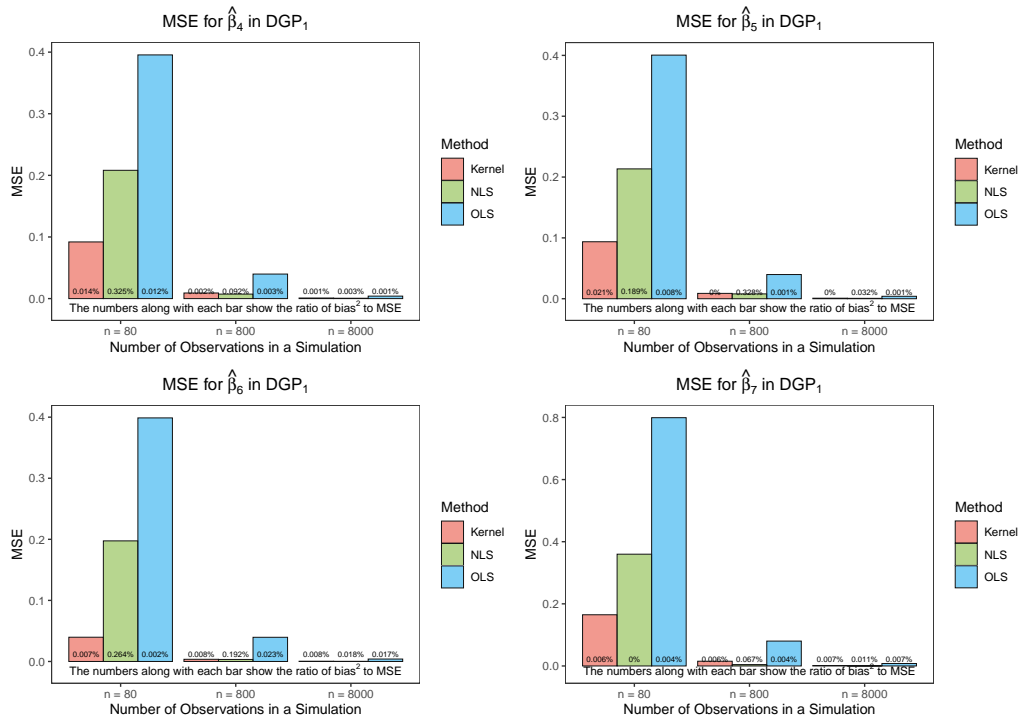 MSE for β̂₄ in DGP₁
0.4
0.3
0.2
0.1
0.0
MSE
0.014% 0.325% 0.012% 0.002% 0.092% 0.003% 0.001% 0.003% 0.001%
The numbers along with each bar show the ratio of bias² to MSE
n = 80 n = 800 n = 8000
Number of Observations in a Simulation
Method
Kernel
NLS
OLS
MSE for β̂₅ in DGP₁
0.4
0.3
0.2
0.1
0.0
MSE
0.021% 0.189% 0.008% 0% 0.328% 0.001% 0% 0.032% 0.001%
The numbers along with each bar show the ratio of bias² to MSE
n = 80 n = 800 n = 8000
Number of Observations in a Simulation
Method
Kernel
NLS
OLS
MSE for β̂₆ in DGP₁
0.4
0.3
0.2
0.1
0.0
MSE
0.007% 0.264% 0.002% 0.008% 0.192% 0.023% 0.008% 0.018% 0.017%
The numbers along with each bar show the ratio of bias² to MSE
n = 80 n = 800 n = 8000
Number of Observations in a Simulation
Method
Kernel
NLS
OLS
MSE for β̂₇ in DGP₁
0.8
0.6
0.4
0.2
0.0
MSE
0.006% 0% 0.004% 0.006% 0.067% 0.004% 0.007% 0.011% 0.007%
The numbers along with each bar show the ratio of bias² to MSE
n = 80 n = 800 n = 8000
Number of Observations in a Simulation
Method
Kernel
NLS
OLS